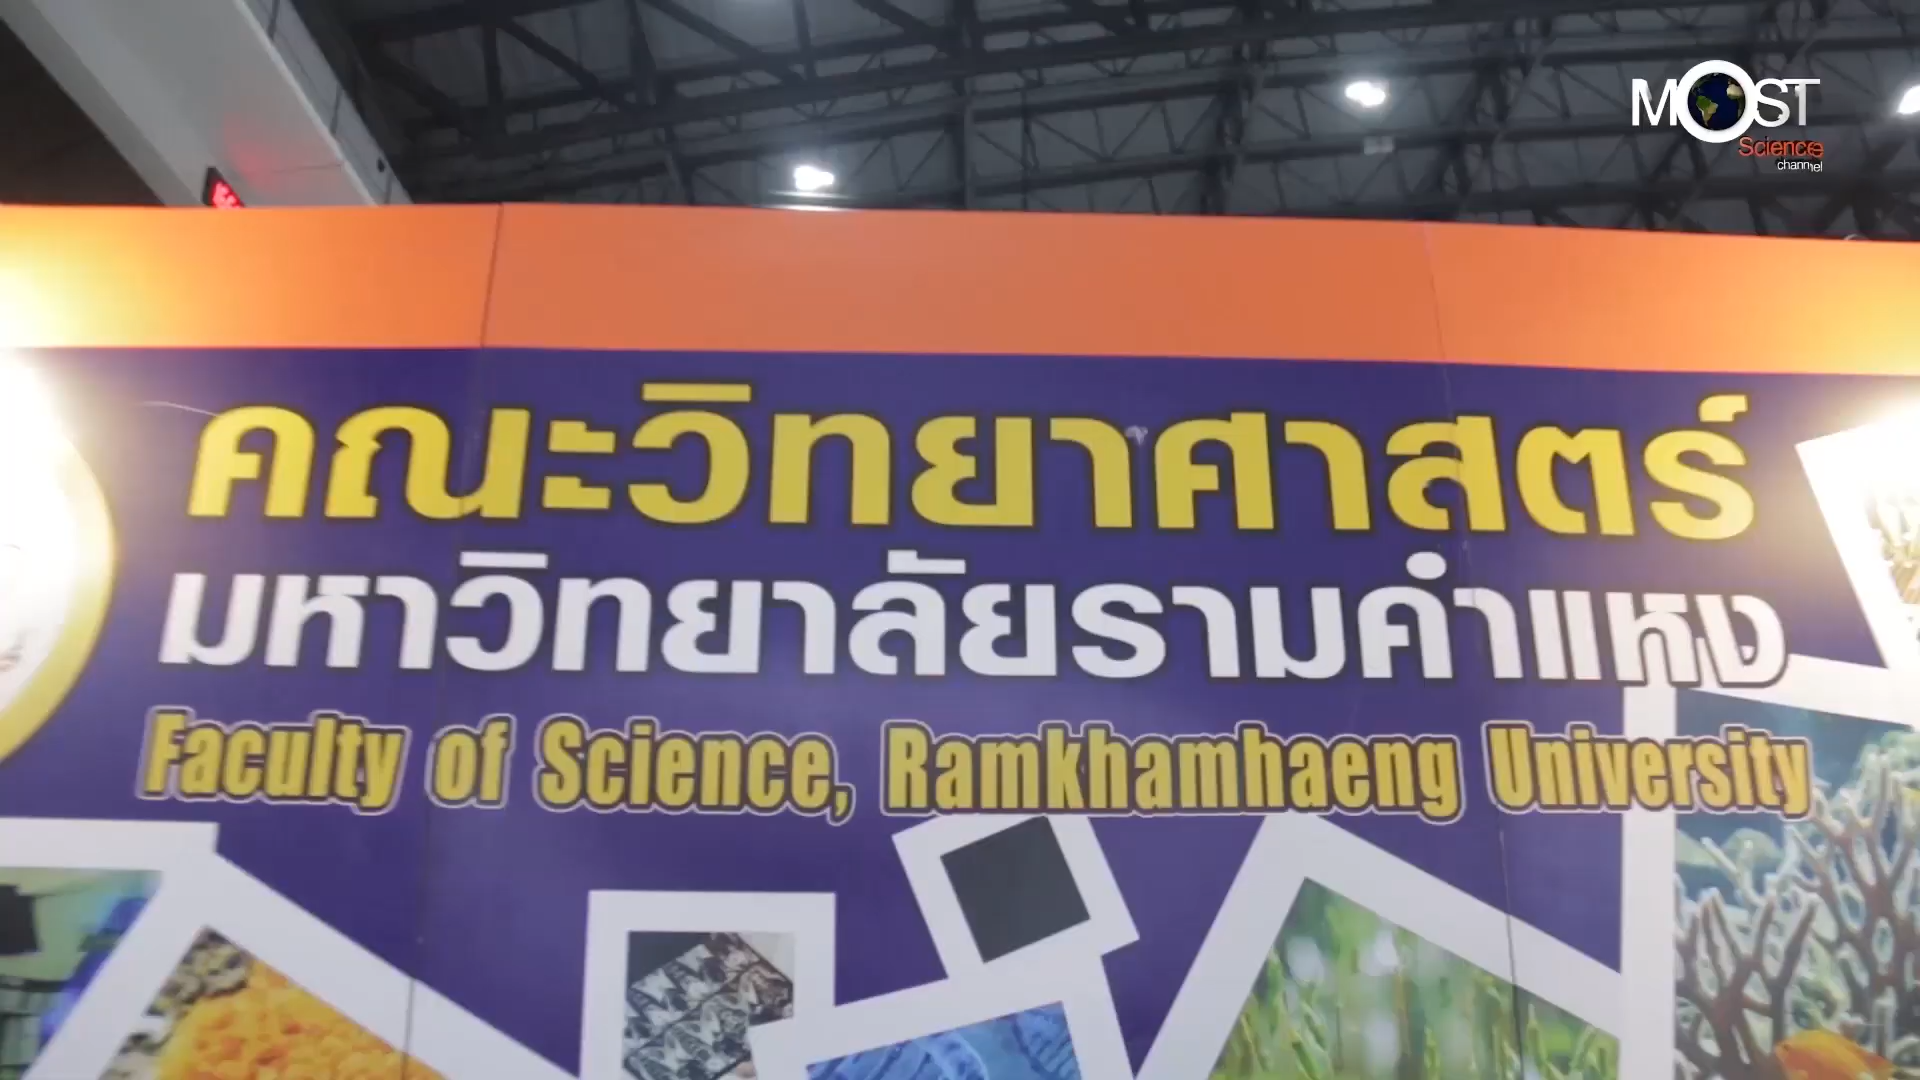 MOST
Science
channel
คณะวิทยาศาสตร์
มหาวิทยาลัยรามคำแหง
Faculty of Science, Ramkhamhaeng University